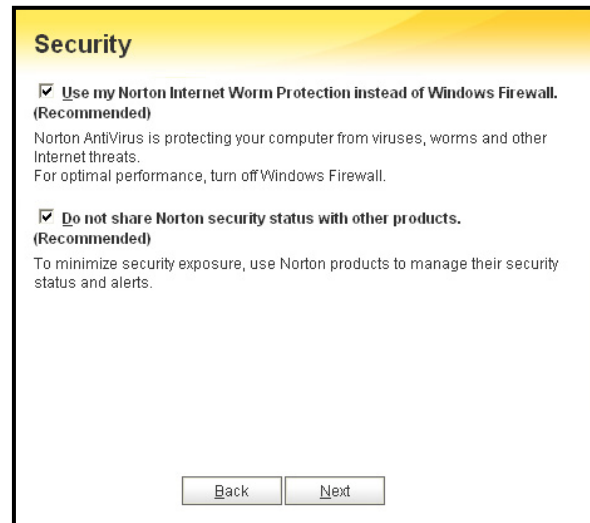 Security
Use my Norton Internet Worm Protection instead of Windows Firewall.
(Recommended)
Norton AntiVirus is protecting your computer from viruses, worms and other
Internet threats.
For optimal performance, turn off Windows Firewall.
Do not share Norton security status with other products.
(Recommended)
To minimize security exposure, use Norton products to manage their security
status and alerts.
Back
Next